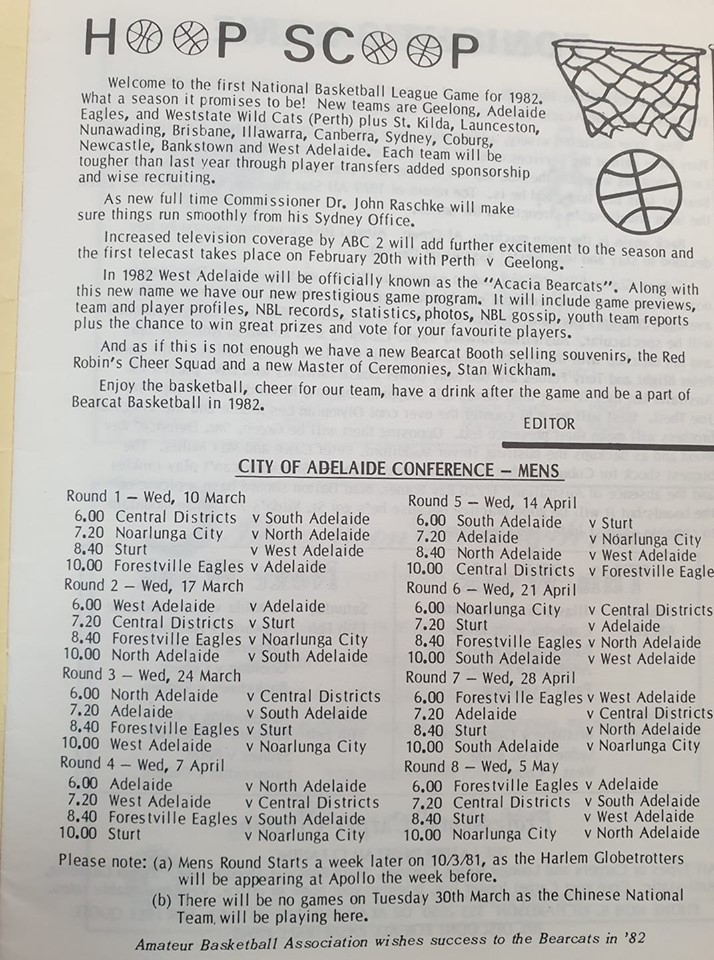 HOOP SCOOP
Welcome to the first National Basketball League Game for 1982.
What a season it promises to be! New teams are Geelong, Adelaide
Eagles, and Weststate Wild Cats (Perth) plus St. Kilda, Launceston,
Nunawading, Brisbane, Illawarra, Canberra, Sydney, Coburg,
Newcastle, Bankstown and West Adelaide. Each team will be
tougher than last year through player transfers added sponsorship
and wise recruiting.
As new full time Commissioner Dr. John Raschke will make
sure things run smoothly from his Sydney Office.
Increased television coverage by ABC 2 will add further excitement to the season and
the first telecast takes place on February 20th with Perth v Geelong.
In 1982 West Adelaide will be officially known as the "Acacia Bearcats". Along with
this new name we have our new prestigious game program. It will include game previews,
team and player profiles, NBL records, statistics, photos, NBL gossip, youth team reports
plus the chance to win great prizes and vote for your favourite players.
And as if this is not enough we have a new Bearcat Booth selling souvenirs, the Red
Robin's Cheer Squad and a new Master of Ceremonies, Stan Wickham.
Enjoy the basketball, cheer for our team, have a drink after the game and be a part of
Bearcat Basketball in 1982.
EDITOR
CITY OF ADELAIDE CONFERENCE – MENS
Round 1 – Wed, 10 March
6.00 Central Districts v South Adelaide
7.20 Noarlunga City v North Adelaide
8.40 Sturt v West Adelaide
10.00 Forestville Eagles v Adelaide
Round 2 – Wed, 17 March
6.00 West Adelaide v Adelaide
7.20 Central Districts v Sturt
8.40 Forestville Eagles v Noarlunga City
10.00 North Adelaide v South Adelaide
Round 3 – Wed, 24 March
6.00 North Adelaide v Central Districts
7.20 Adelaide v South Adelaide
8.40 Forestville Eagles v Sturt
10.00 West Adelaide v Noarlunga City
Round 4 – Wed, 7 April
6.00 Adelaide v North Adelaide
7.20 West Adelaide v Central Districts
8.40 Forestville Eagles v South Adelaide
10.00 Sturt v Noarlunga City
Round 5 – Wed, 14 April
6.00 South Adelaide v Sturt
7.20 Adelaide v Noarlunga City
8.40 North Adelaide v West Adelaide
10.00 Central Districts v Forestville Eagle
Round 6 – Wed, 21 April
6.00 Noarlunga City v Central Districts
7.20 Sturt v Adelaide
8.40 Forestville Eagles v North Adelaide
10.00 South Adelaide v West Adelaide
Round 7 – Wed, 28 April
6.00 Forestville Eagles v West Adelaide
7.20 Adelaide v Central Districts
8.40 Sturt v North Adelaide
10.00 South Adelaide v Noarlunga City
Round 8 – Wed, 5 May
6.00 Forestville Eagles v Adelaide
7.20 Central Districts v South Adelaide
8.40 Sturt v West Adelaide
10.00 Noarlunga City v North Adelaide
Please note: (a) Mens Round Starts a week later on 10/3/81, as the Harlem Globetrotters
will be appearing at Apollo the week before.
(b) There will be no games on Tuesday 30th March as the Chinese National
Team, will be playing here.
Amateur Basketball Association wishes success to the Bearcats in '82